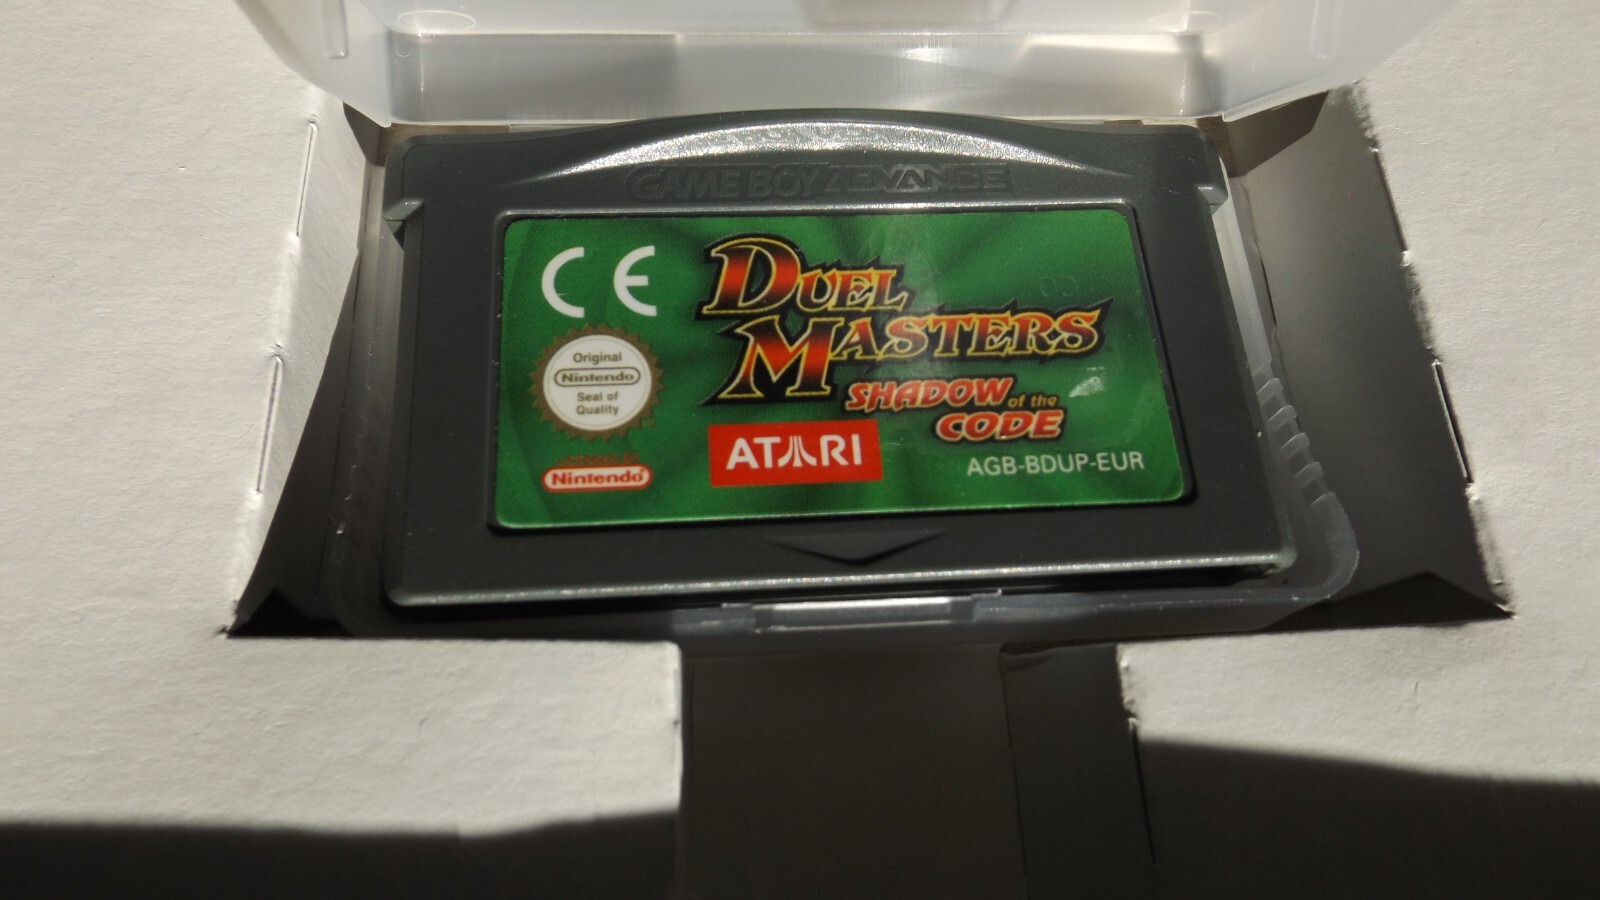 GAME BOY ADVANCE
CE
DUEL
MASTERS
SHADOW
of the
CODE
Original
Nintendo
Seal of
Quality
Nintendo
ATARI
AGB-BDUP-EUR